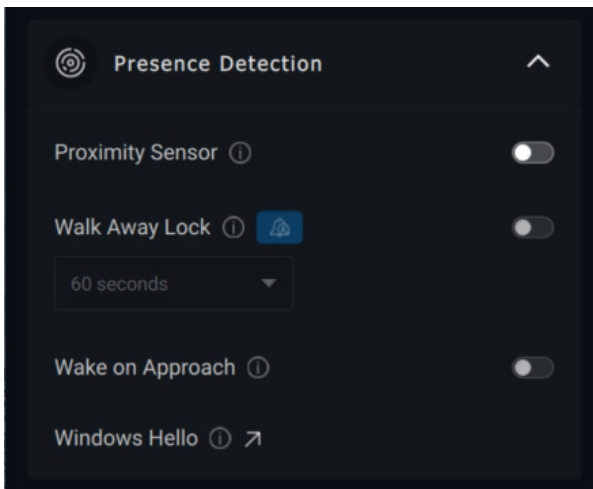 Presence Detection
Proximity Sensor
Walk Away Lock
60 seconds
Wake on Approach
Windows Hello